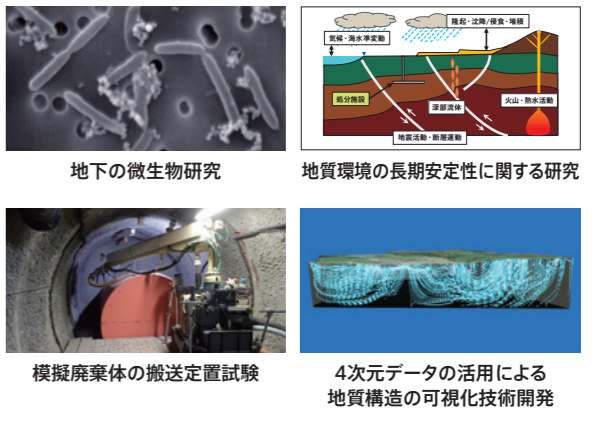 気候・海水準変動
隆起・沈降/侵食・堆積
処分施設
深部流体
火山・熱水活動
地震活動・断層運動
地下の微生物研究
地質環境の長期安定性に関する研究
模擬廃棄体の搬送定置試験
4次元データの活用による
地質構造の可視化技術開発